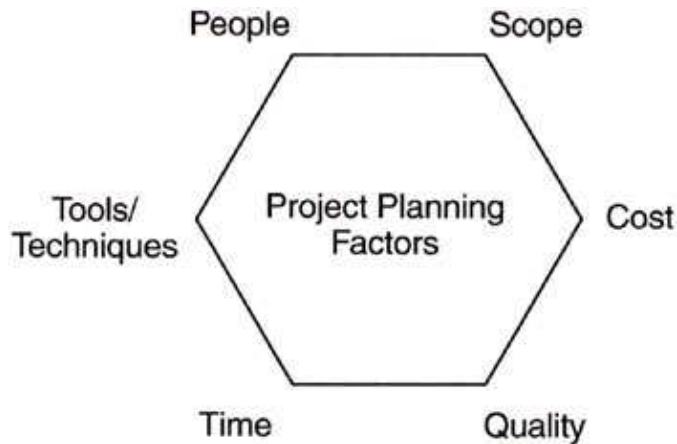 People
Scope
Tools/
Techniques
Project Planning
Factors
Cost
Time
Quality